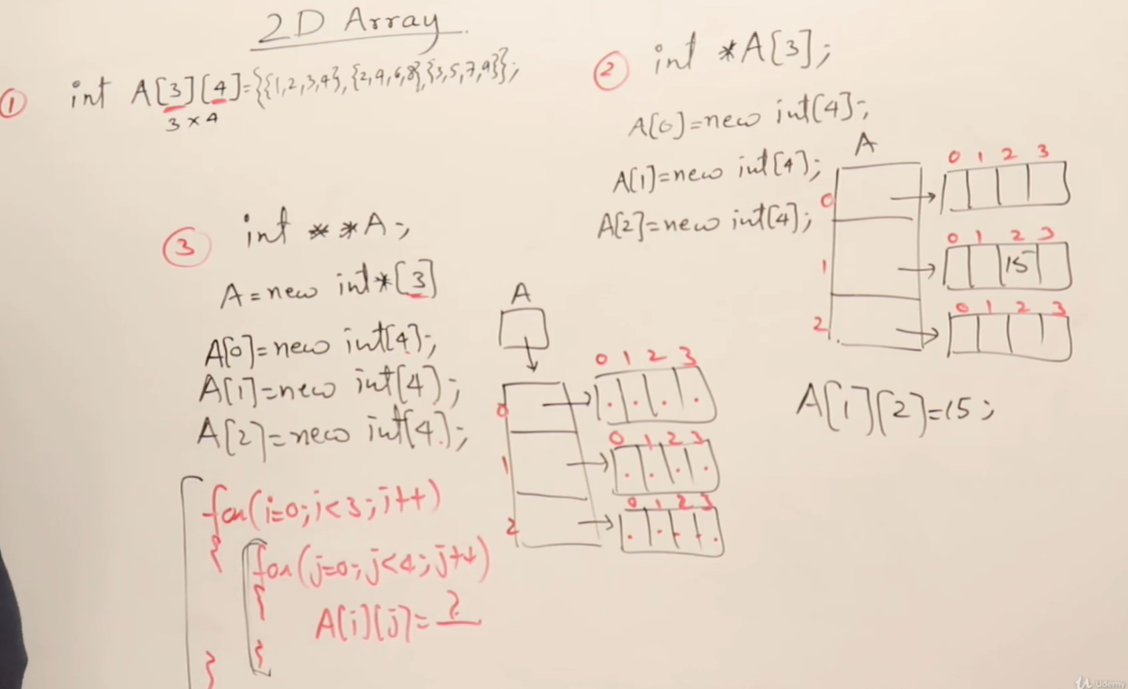 2D Array
① int A[3][4]={{1,2,3,4},{2,4,6,8},{3,5,7,9}};
3 × 4
② int *A[3];
A[0]=new int[4];
A[1]=new int[4];
A[2]=new int[4];
A
0 1 2 3
0
0 1 2 3
1 15
0 1 2 3
2
A[1][2]=15;
③ int **A;
A=new int*[3]
A[0]=new int[4];
A[1]=new int[4];
A[2]=new int[4];
A
0 1 2 3
0
0 1 2 3
1
0 1 2 3
2
for(i=0;i<3;i++)
{
for(j=0;j<4;j++)
{
A[i][j]=?
}
}
Udemy